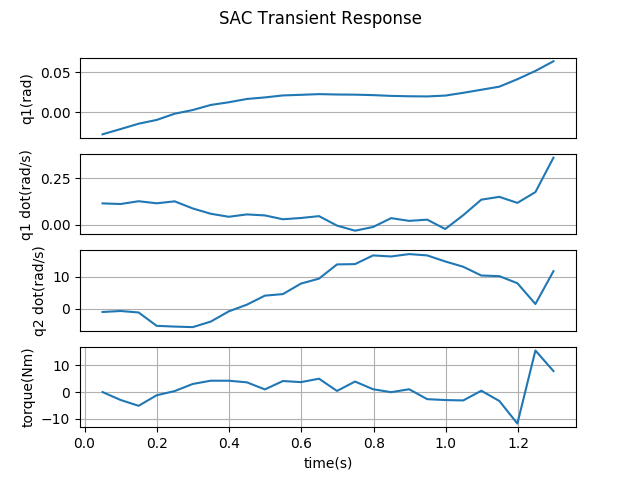 SAC Transient Response
0.05
0.00
q1(rad)
0.25
0.00
q1 dot(rad/s)
10
0
q2 dot(rad/s)
10
0
−10
torque(Nm)
0.0 0.2 0.4 0.6 0.8 1.0 1.2
time(s)